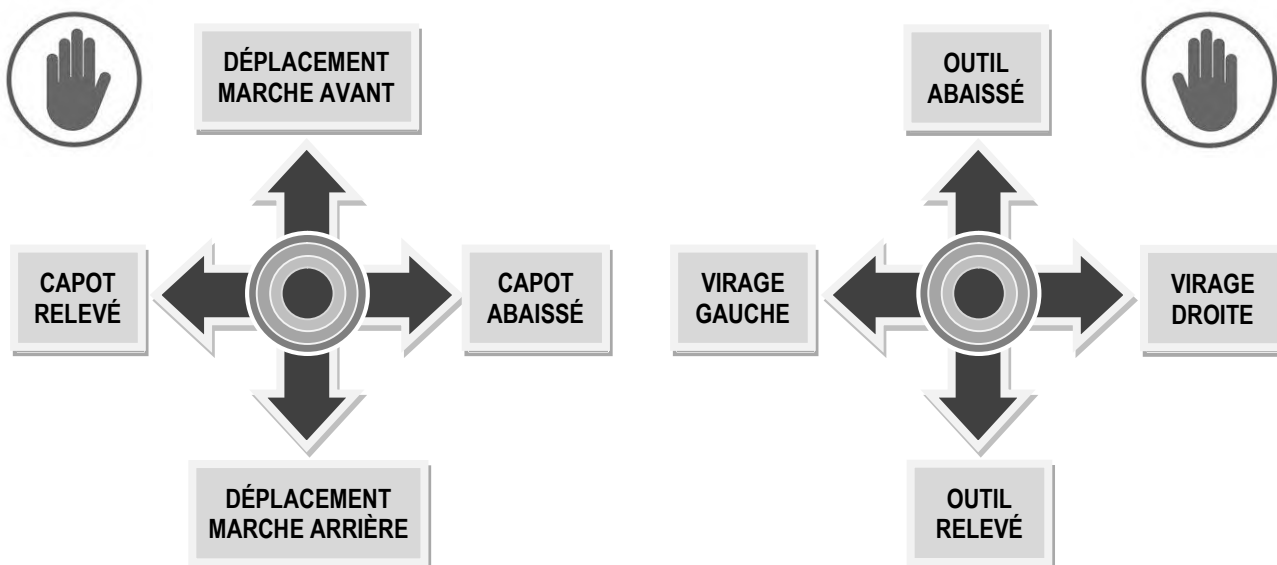 DÉPLACEMENT
MARCHE AVANT
CAPOT
RELEVÉ
CAPOT
ABAISSÉ
DÉPLACEMENT
MARCHE ARRIÈRE
OUTIL
ABAISSÉ
VIRAGE
GAUCHE
VIRAGE
DROITE
OUTIL
RELEVÉ